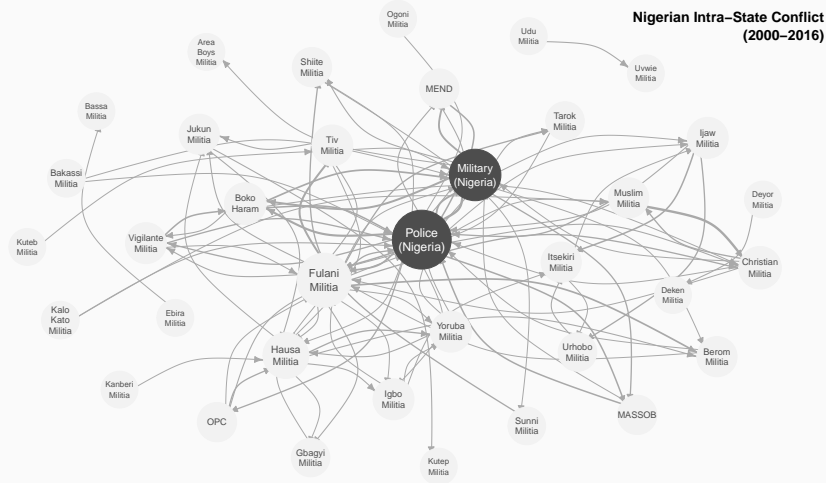 Nigerian Intra−State Conflict
(2000−2016)
Ogoni
Militia
Udu
Militia
Area
Boys
Militia
Shiite
Militia
Uvwie
Militia
MEND
Bassa
Militia
Tarok
Militia
Jukun
Militia
Tiv
Militia
Ijaw
Militia
Military
(Nigeria)
Bakassi
Militia
Boko
Haram
Muslim
Militia
Deyor
Militia
Kuteb
Militia
Vigilante
Militia
Police
(Nigeria)
Itsekiri
Militia
Christian
Militia
Fulani
Militia
Deken
Militia
Kalo
Kato
Militia
Ebira
Militia
Yoruba
Militia
Hausa
Militia
Urhobo
Militia
Berom
Militia
Kanberi
Militia
Igbo
Militia
OPC
Sunni
Militia
MASSOB
Gbagyi
Militia
Kutep
Militia